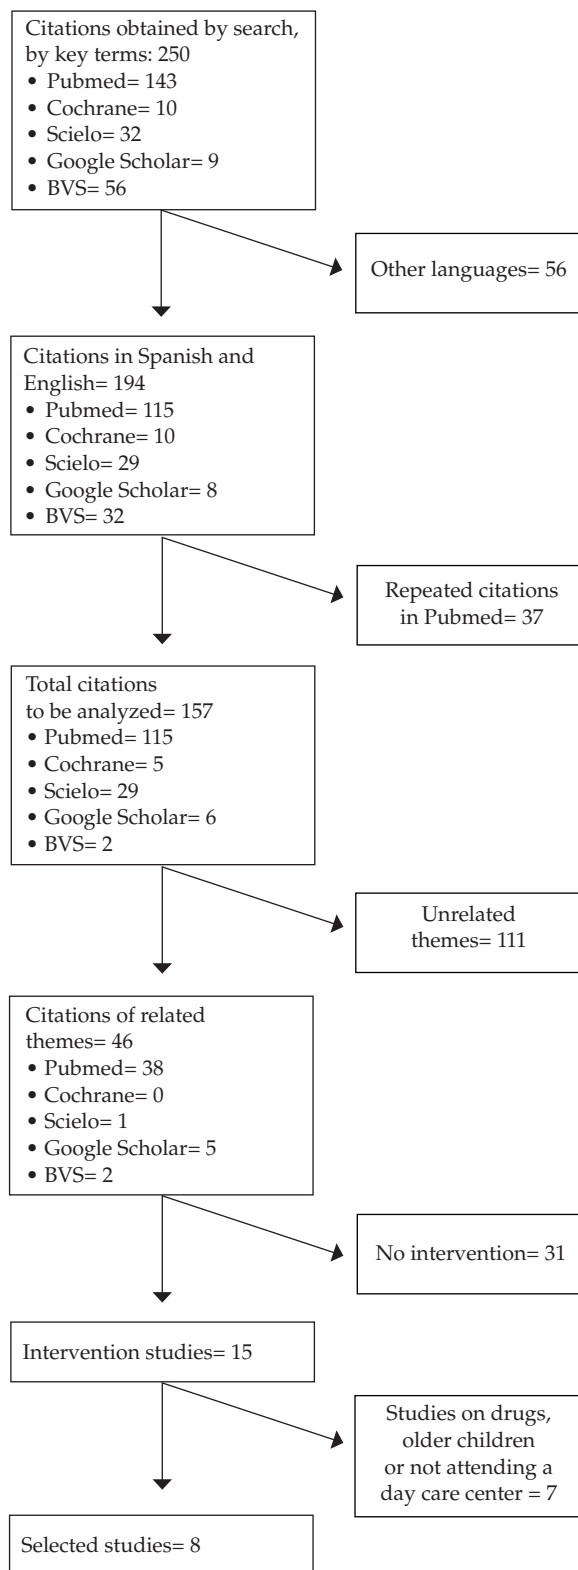 Citations obtained by search,
by key terms: 250
• Pubmed= 143
• Cochrane= 10
• Scielo= 32
• Google Scholar= 9
• BVS= 56
Other languages= 56
Citations in Spanish and
English= 194
• Pubmed= 115
• Cochrane= 10
• Scielo= 29
• Google Scholar= 8
• BVS= 32
Repeated citations
in Pubmed= 37
Total citations
to be analyzed= 157
• Pubmed= 115
• Cochrane= 5
• Scielo= 29
• Google Scholar= 6
• BVS= 2
Unrelated
themes= 111
Citations of related
themes= 46
• Pubmed= 38
• Cochrane= 0
• Scielo= 1
• Google Scholar= 5
• BVS= 2
No intervention= 31
Intervention studies= 15
Studies on drugs,
older children
or not attending a
day care center = 7
Selected studies= 8